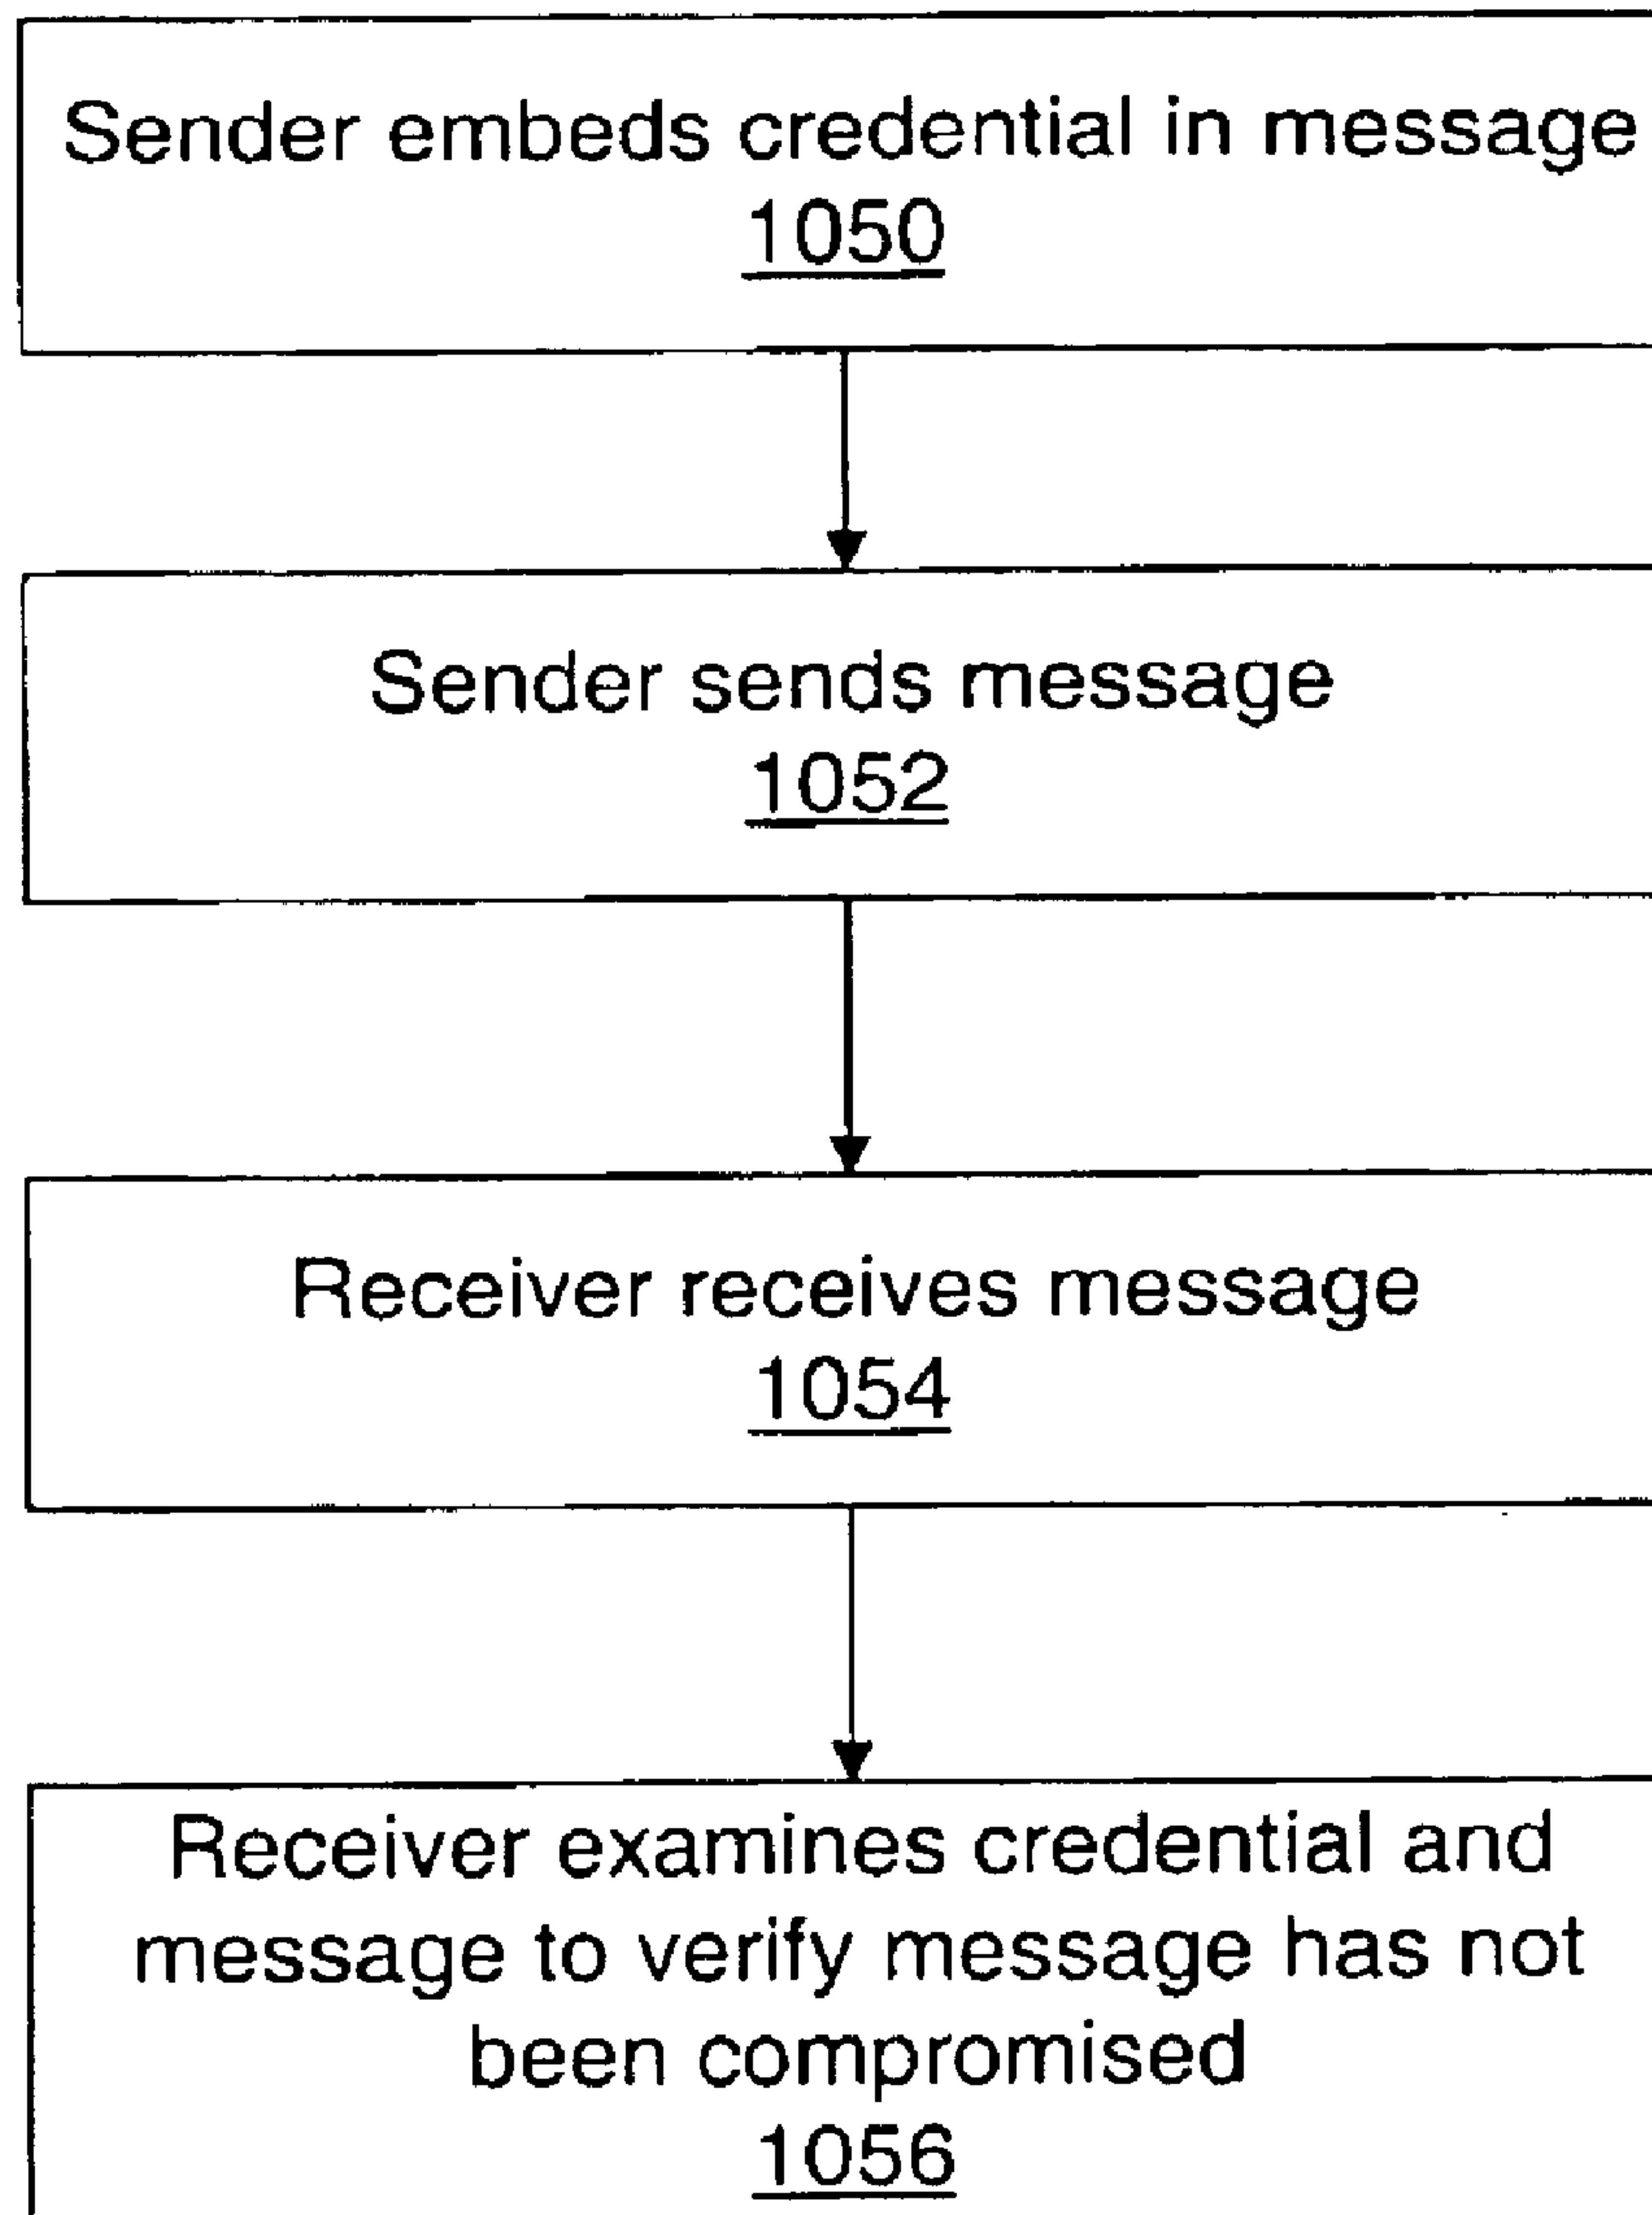 Sender embeds credential in message
1050
Sender sends message
1052
Receiver receives message
1054
Receiver examines credential and
message to verify message has not
been compromised
1056